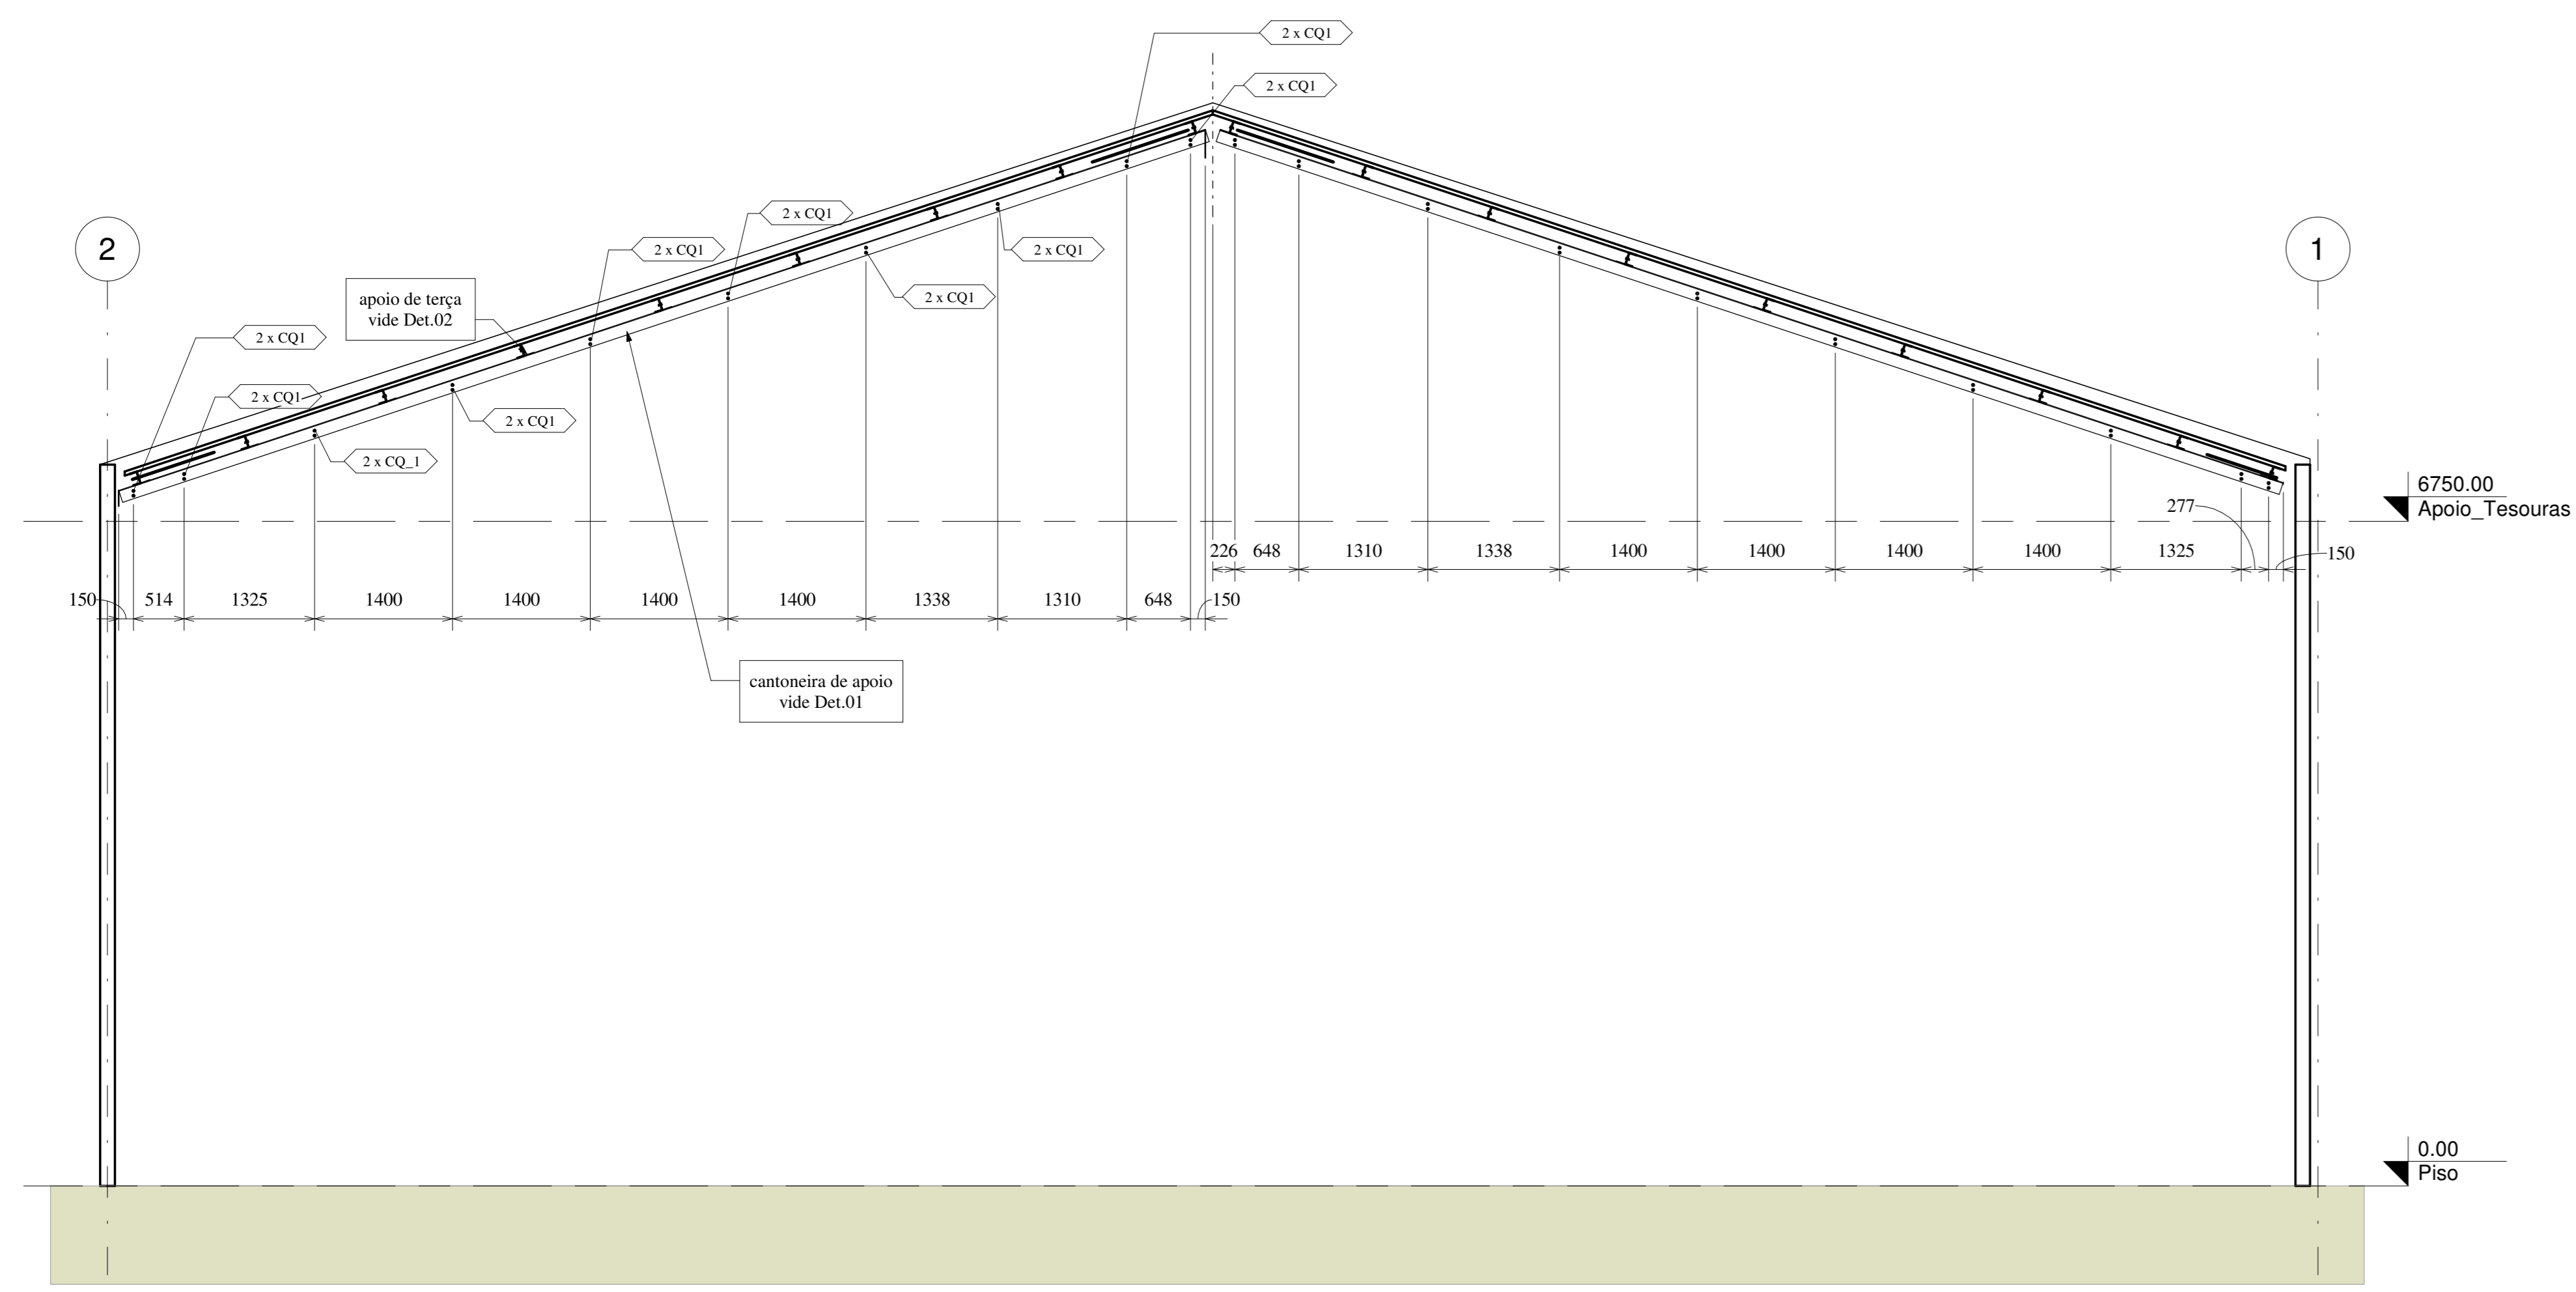 2 x CQ1
2 x CQ1
2 x CQ1
2 x CQ1
2 x CQ1
2
1
apoio de terça
vide Det.02
2 x CQ1
2 x CQ1
2 x CQ1
2 x CQ1
2 x CQ_1
6750.00
Apoio_Tesouras
277
226
648
1310
1338
1400
1400
1400
1400
1325
150
150
514
1325
1400
1400
1400
1400
1338
1310
648
150
cantoneira de apoio
vide Det.01
0.00
Piso